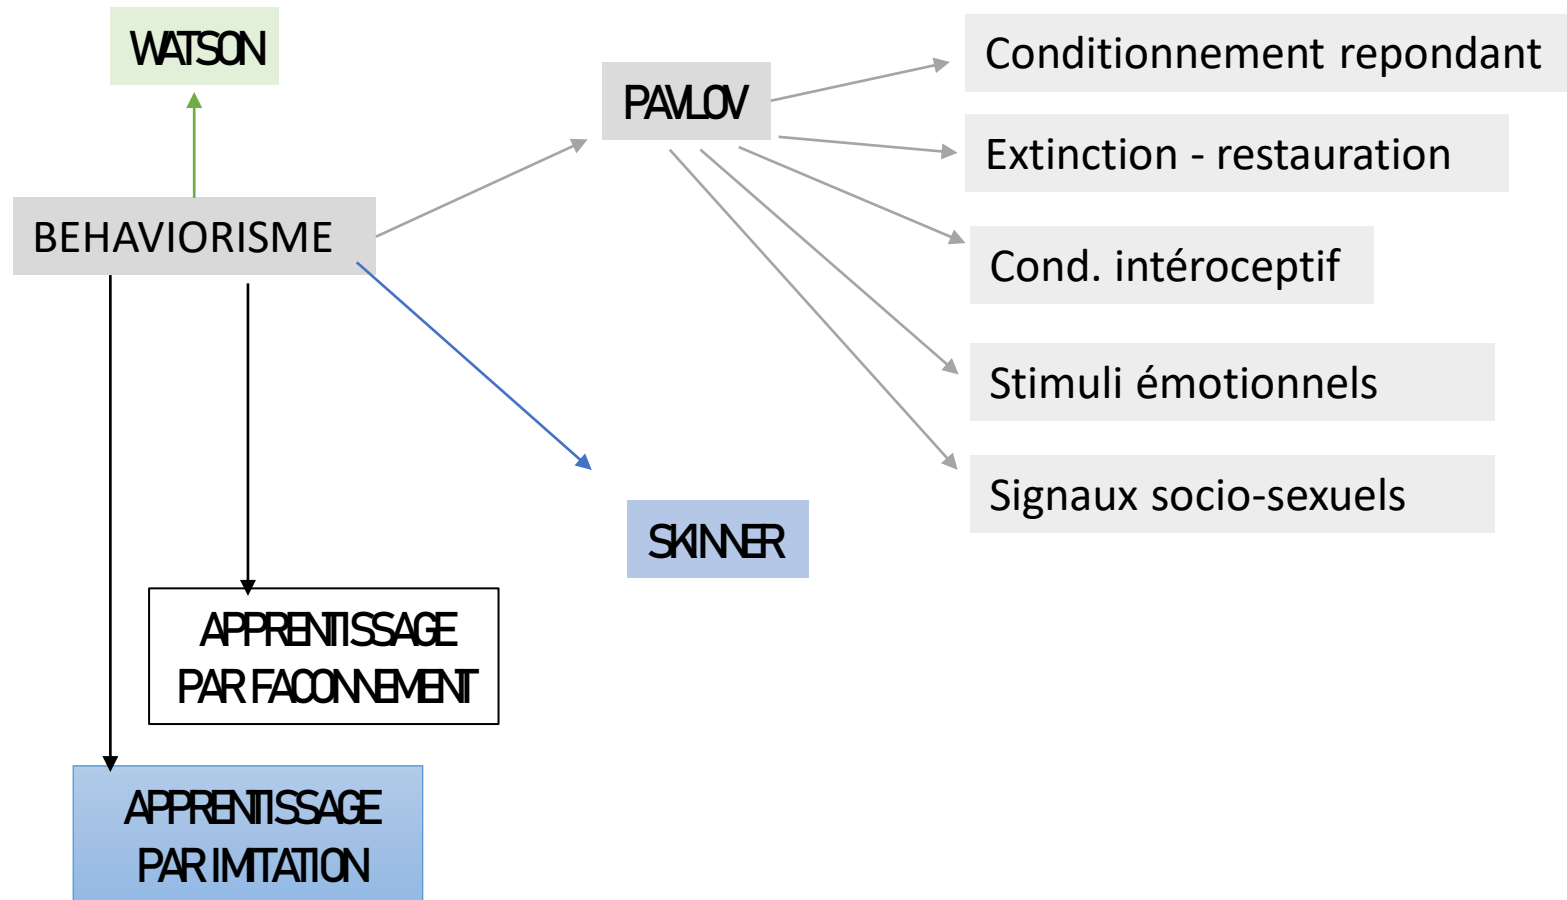 WATSON
BEHAVIORISME
PAVLOV
Conditionnement repondant
Extinction - restauration
Cond. intéroceptif
Stimuli émotionnels
Signaux socio-sexuels
SKINNER
APPRENTISSAGE
PAR FACONNEMENT
APPRENTISSAGE
PAR IMITATION